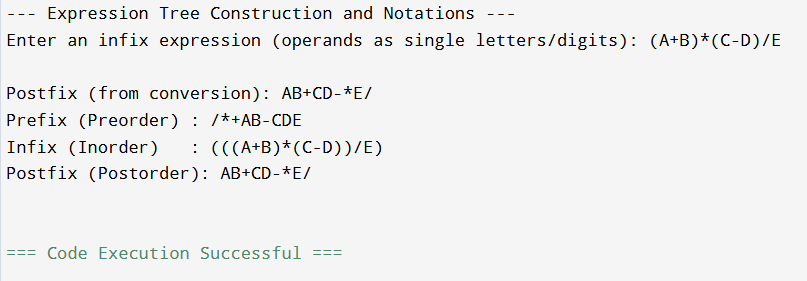 --- Expression Tree Construction and Notations ---
Enter an infix expression (operands as single letters/digits): (A+B)*(C-D)/E
Postfix (from conversion): AB+CD-*E/
Prefix (Preorder) : /*+AB-CDE
Infix (Inorder)   : (((A+B)*(C-D))/E)
Postfix (Postorder): AB+CD-*E/
=== Code Execution Successful ===